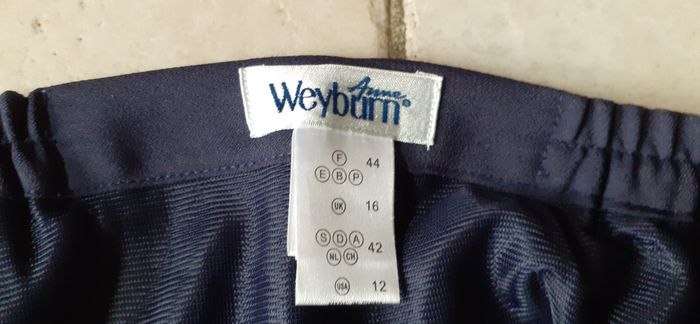 Anne
Weyburn®
F 44
E B P
UK 16
S D A 42
NL CH
USA 12